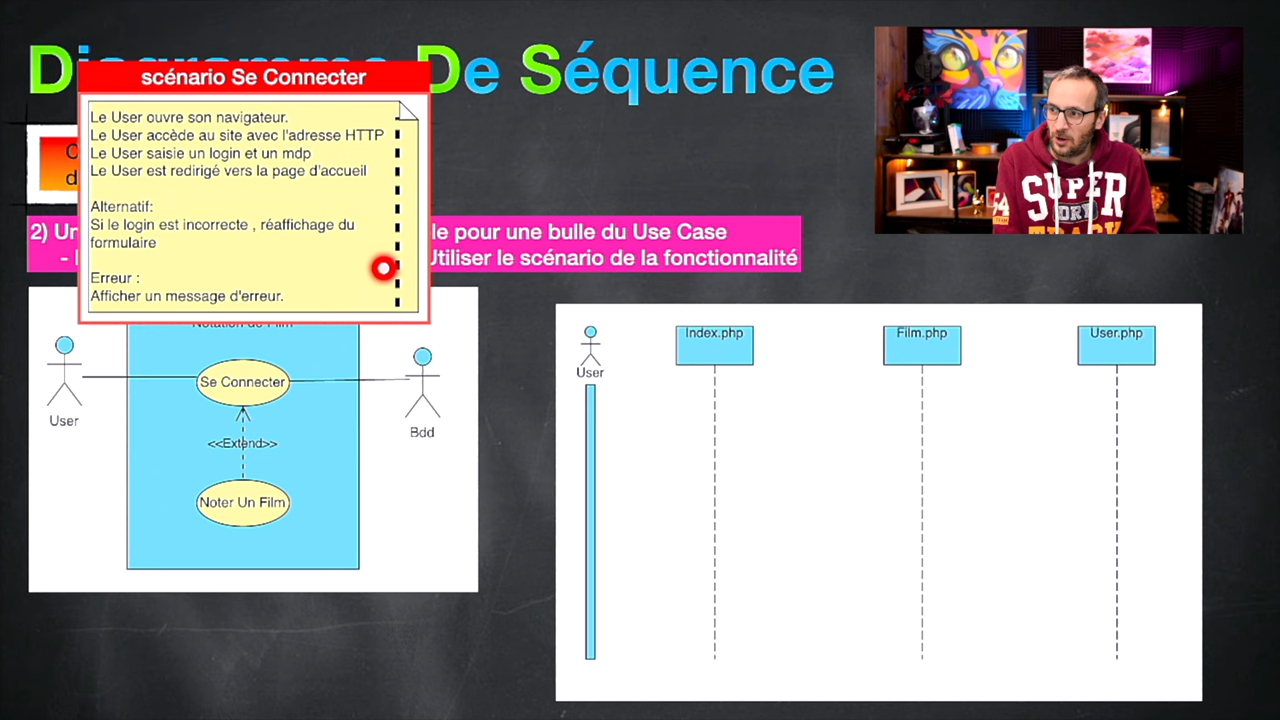 Diagramme De Séquence
scénario Se Connecter
Le User ouvre son navigateur.
Le User accède au site avec l'adresse HTTP
Le User saisie un login et un mdp
Le User est redirigé vers la page d'accueil
Alternatif:
Si le login est incorrecte , réaffichage du
formulaire
Erreur :
Afficher un message d'erreur.
2) Un
le pour une bulle du Use Case
Utiliser le scénario de la fonctionnalité
Notation de Film
Se Connecter
<<Extend>>
Noter Un Film
User
Bdd
User
Index.php
Film.php
User.php
SUPER
DRY